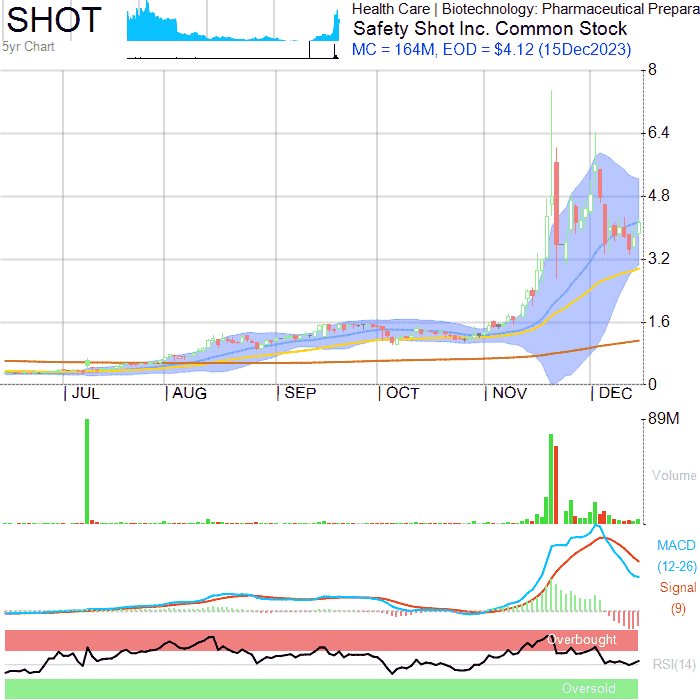 SHOT
5yr Chart
Health Care | Biotechnology: Pharmaceutical Prepara
Safety Shot Inc. Common Stock
MC = 164M, EOD = $4.12 (15Dec2023)
8
6.4
4.8
3.2
1.6
0
| JUL | AUG | SEP | OCT | NOV | DEC
89M
Volume
MACD
(12-26)
Signal
(9)
Overbought
RSI(14)
Oversold